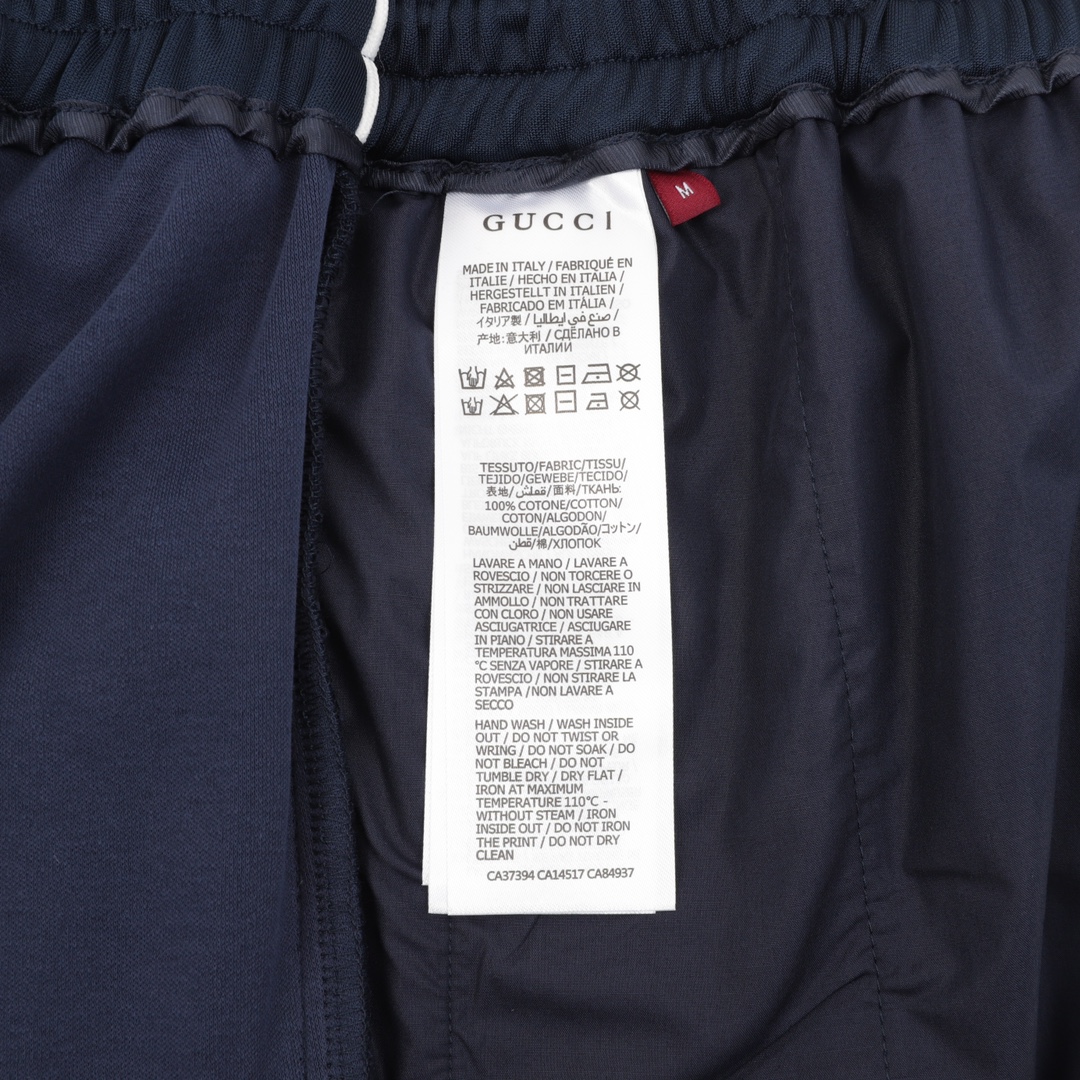 M
GUCCI
MADE IN ITALY / FABRIQUÉ EN
ITALIE / HECHO EN ITALIA /
HERGESTELLT IN ITALIEN /
FABRICADO EM ITÁLIA /
イタリア製 / صنع في ايطاليا /
产地: 意大利 / СДЕЛАНО В
ИТАЛИИ
TESSUTO/FABRIC/TISSU/
TEJIDO/GEWEBE/TECIDO/
表地/قماش/面料/ТКАНЬ:
100% COTONE/COTTON/
COTON/ALGODON/
BAUMWOLLE/ALGODÃO/コットン/
قطن/棉/ХЛОПОК
LAVARE A MANO / LAVARE A
ROVESCIO / NON TORCERE O
STRIZZARE / NON LASCIARE IN
AMMOLLO / NON TRATTARE
CON CLORO / NON USARE
ASCIUGATRICE / ASCIUGARE
IN PIANO / STIRARE A
TEMPERATURA MASSIMA 110
°C SENZA VAPORE / STIRARE A
ROVESCIO / NON STIRARE LA
STAMPA / NON LAVARE A
SECCO
HAND WASH / WASH INSIDE
OUT / DO NOT TWIST OR
WRING / DO NOT SOAK / DO
NOT BLEACH / DO NOT
TUMBLE DRY / DRY FLAT /
IRON AT MAXIMUM
TEMPERATURE 110°C -
WITHOUT STEAM / IRON
INSIDE OUT / DO NOT IRON
THE PRINT / DO NOT DRY
CLEAN
CA37394 CA14517 CA84937